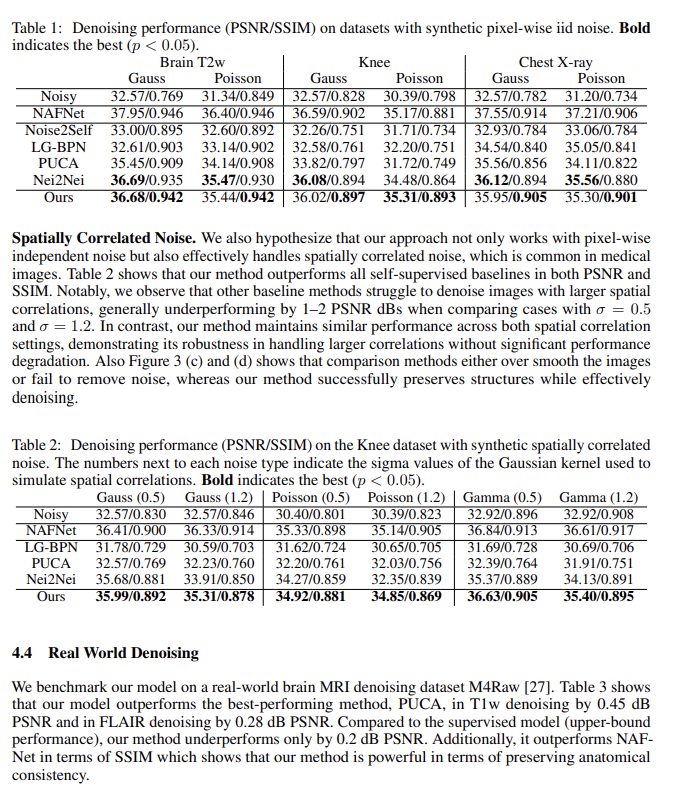 Table 1: Denoising performance (PSNR/SSIM) on datasets with synthetic pixel-wise iid noise. Bold
indicates the best (p < 0.05).
Brain T2w Knee Chest X-ray
Gauss Poisson Gauss Poisson Gauss Poisson
Noisy 32.57/0.769 31.34/0.849 32.57/0.828 30.39/0.798 32.57/0.782 31.20/0.734
NAFNet 37.95/0.946 36.40/0.946 36.59/0.902 35.17/0.881 37.55/0.914 37.21/0.906
Noise2Self 33.00/0.895 32.60/0.892 32.26/0.751 31.71/0.734 32.93/0.784 33.06/0.784
LG-BPN 32.61/0.903 33.14/0.902 32.58/0.761 32.20/0.751 34.54/0.840 35.05/0.841
PUCA 35.45/0.909 34.14/0.908 33.82/0.797 31.72/0.749 35.56/0.856 34.11/0.822
Nei2Nei 36.69/0.935 35.47/0.930 36.08/0.894 34.48/0.864 36.12/0.894 35.56/0.880
Ours 36.68/0.942 35.44/0.942 36.02/0.897 35.31/0.893 35.95/0.905 35.30/0.901
Spatially Correlated Noise. We also hypothesize that our approach not only works with pixel-wise
independent noise but also effectively handles spatially correlated noise, which is common in medical
images. Table 2 shows that our method outperforms all self-supervised baselines in both PSNR and
SSIM. Notably, we observe that other baseline methods struggle to denoise images with larger spatial
correlations, generally underperforming by 1–2 PSNR dBs when comparing cases with σ = 0.5
and σ = 1.2. In contrast, our method maintains similar performance across both spatial correlation
settings, demonstrating its robustness in handling larger correlations without significant performance
degradation. Also Figure 3 (c) and (d) shows that comparison methods either over smooth the images
or fail to remove noise, whereas our method successfully preserves structures while effectively
denoising.
Table 2: Denoising performance (PSNR/SSIM) on the Knee dataset with synthetic spatially correlated
noise. The numbers next to each noise type indicate the sigma values of the Gaussian kernel used to
simulate spatial correlations. Bold indicates the best (p < 0.05).
Gauss (0.5) Gauss (1.2) Poisson (0.5) Poisson (1.2) Gamma (0.5) Gamma (1.2)
Noisy 32.57/0.830 32.57/0.846 30.40/0.801 30.39/0.823 32.92/0.896 32.92/0.908
NAFNet 36.41/0.900 36.33/0.914 35.33/0.898 35.14/0.905 36.84/0.913 36.61/0.917
LG-BPN 31.78/0.729 30.59/0.703 31.62/0.724 30.65/0.705 31.69/0.728 30.69/0.706
PUCA 32.57/0.769 32.23/0.760 32.20/0.761 32.03/0.756 32.39/0.764 31.91/0.751
Nei2Nei 35.68/0.881 33.91/0.850 34.27/0.859 32.35/0.839 35.37/0.889 34.13/0.891
Ours 35.99/0.892 35.31/0.878 34.92/0.881 34.85/0.869 36.63/0.905 35.40/0.895
4.4 Real World Denoising
We benchmark our model on a real-world brain MRI denoising dataset M4Raw [27]. Table 3 shows
that our model outperforms the best-performing method, PUCA, in T1w denoising by 0.45 dB
PSNR and in FLAIR denoising by 0.28 dB PSNR. Compared to the supervised model (upper-bound
performance), our method underperforms only by 0.2 dB PSNR. Additionally, it outperforms NAF-
Net in terms of SSIM which shows that our method is powerful in terms of preserving anatomical
consistency.